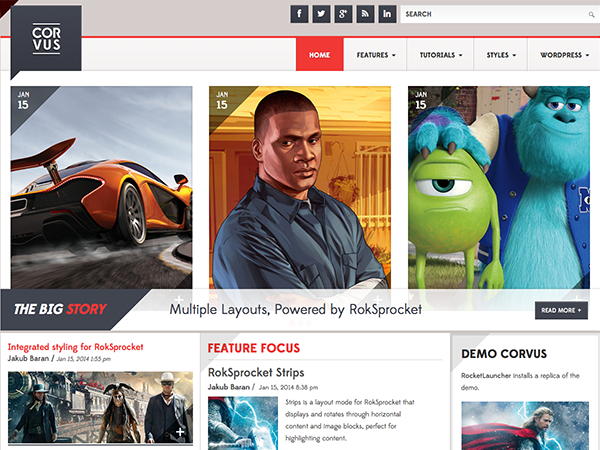 SEARCH
COR
VUS
HOME
FEATURES
TUTORIALS
STYLES
WORDPRESS
JAN
15
JAN
15
JAN
15
THE BIG STORY
Multiple Layouts, Powered by RokSprocket
READ MORE +
Integrated styling for RokSprocket
Jakub Baran / Jan 15, 2014 1:55 pm
FEATURE FOCUS
RokSprocket Strips
Jakub Baran / Jan 15, 2014 8:38 pm
Strips is a layout mode for RokSprocket that
displays and rotates through horizontal
content and image blocks, perfect for
highlighting content.
DEMO CORVUS
RocketLauncher installs a replica of the
demo.